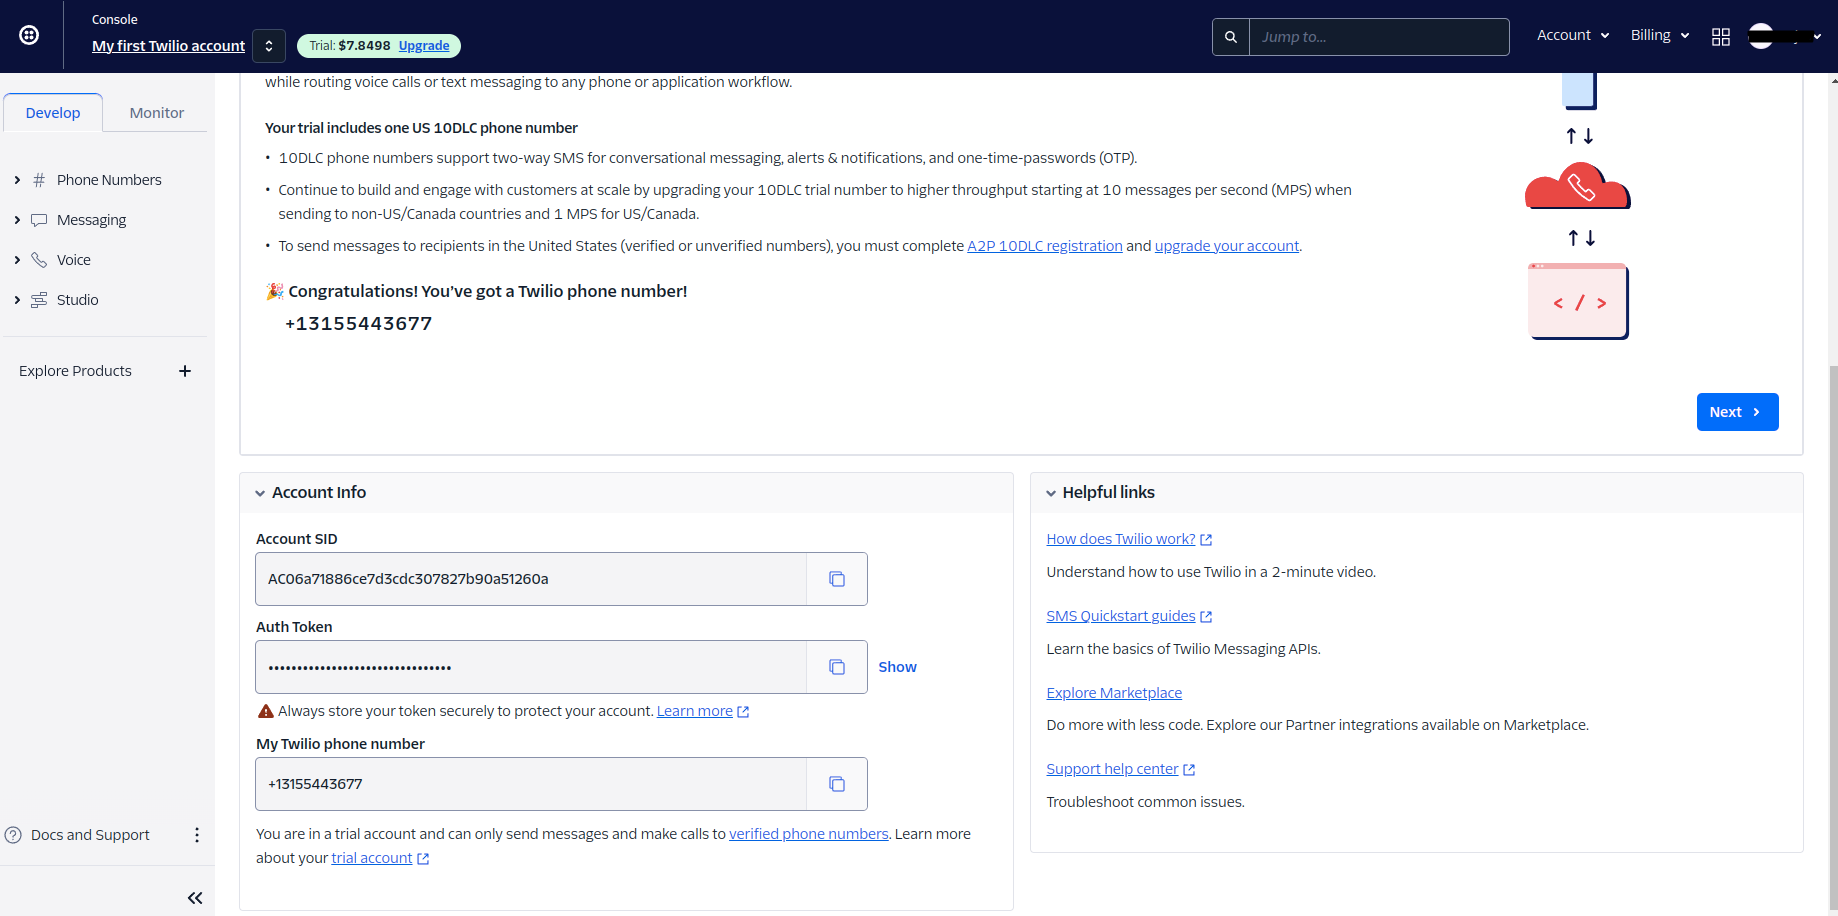 Console
My first Twilio account
Trial: $7.8498 Upgrade
Jump to...
Account
Billing
Develop
Monitor
Phone Numbers
Messaging
Voice
Studio
Explore Products
Docs and Support
while routing voice calls or text messaging to any phone or application workflow.
Your trial includes one US 10DLC phone number
• 10DLC phone numbers support two-way SMS for conversational messaging, alerts & notifications, and one-time-passwords (OTP).
• Continue to build and engage with customers at scale by upgrading your 10DLC trial number to higher throughput starting at 10 messages per second (MPS) when
sending to non-US/Canada countries and 1 MPS for US/Canada.
• To send messages to recipients in the United States (verified or unverified numbers), you must complete A2P 10DLC registration and upgrade your account.
🎉 Congratulations! You’ve got a Twilio phone number!
+13155443677
< / >
Next
Account Info
Account SID
AC06a71886ce7d3cdc307827b90a51260a
Auth Token
••••••••••••••••••••••••••••••••
Show
Always store your token securely to protect your account. Learn more
My Twilio phone number
+13155443677
You are in a trial account and can only send messages and make calls to verified phone numbers. Learn more
about your trial account
Helpful links
How does Twilio work?
Understand how to use Twilio in a 2-minute video.
SMS Quickstart guides
Learn the basics of Twilio Messaging APIs.
Explore Marketplace
Do more with less code. Explore our Partner integrations available on Marketplace.
Support help center
Troubleshoot common issues.